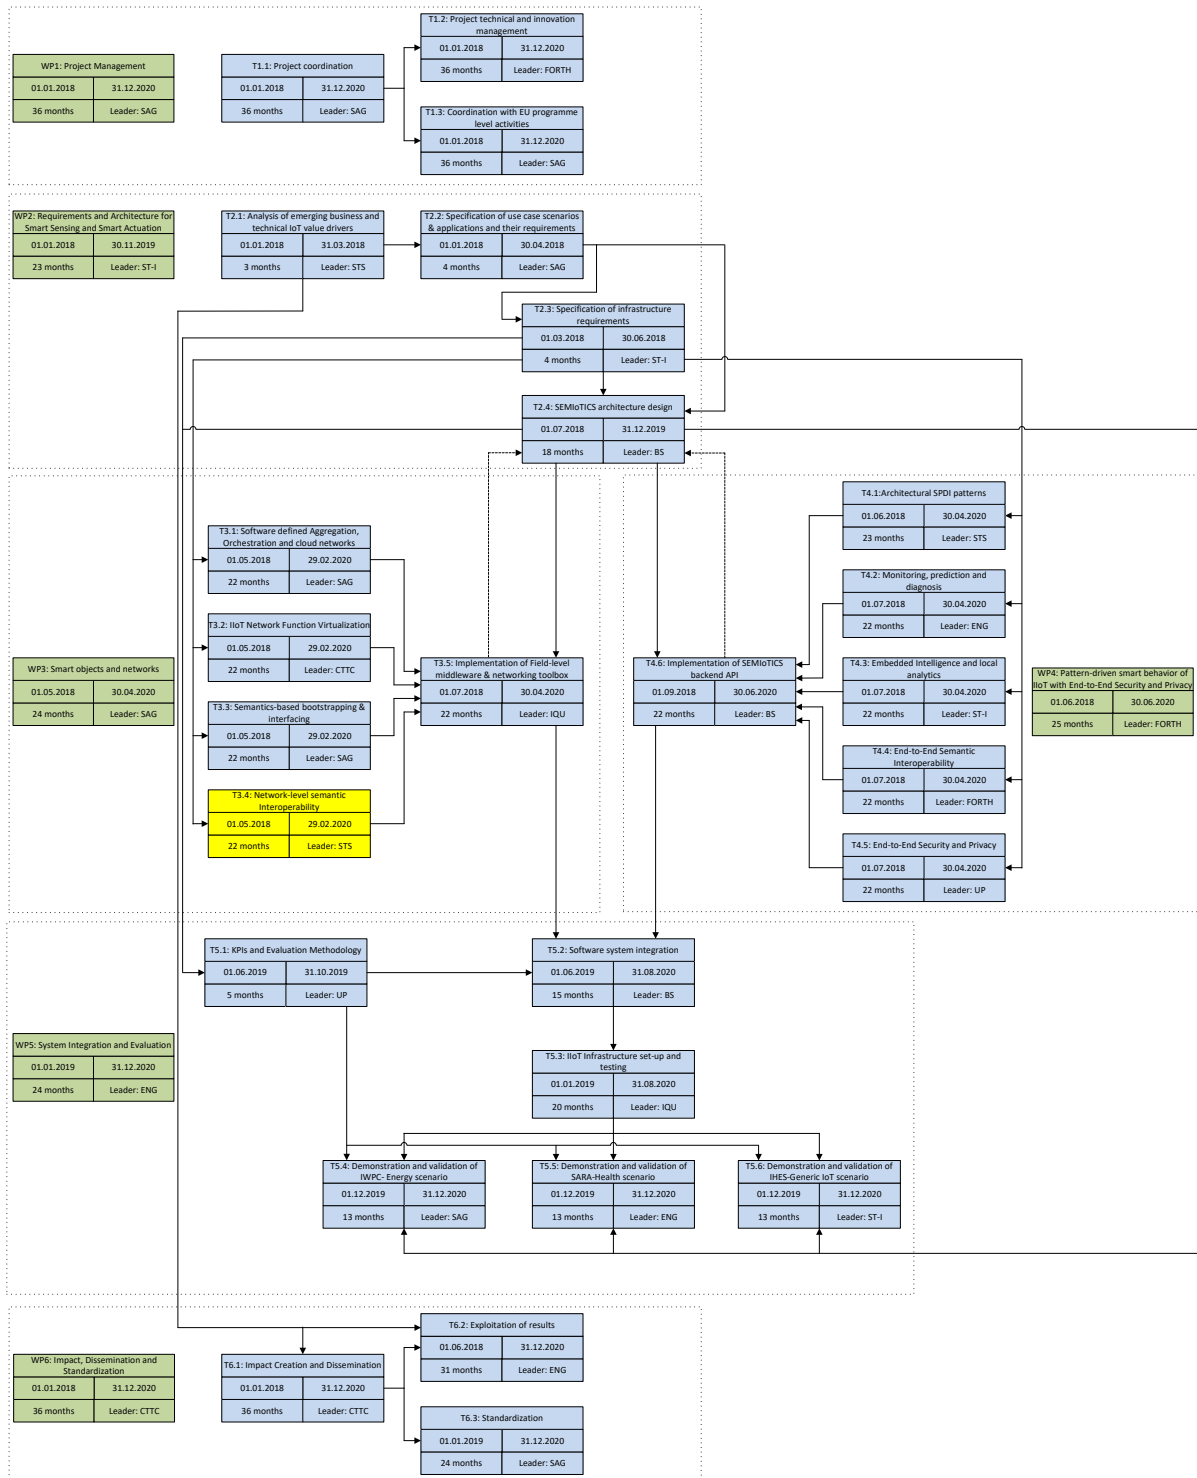 T1.2: Project technical and innovation
management
01.01.2018
31.12.2020
36 months
Leader: FORTH
WP1: Project Management
01.01.2018
31.12.2020
36 months
Leader: SAG
T1.1: Project coordination
01.01.2018
31.12.2020
36 months
Leader: SAG
T1.3: Coordination with EU programme
level activities
01.01.2018
31.12.2020
36 months
Leader: SAG
WP2: Requirements and Architecture for
Smart Sensing and Smart Actuation
01.01.2018
30.11.2019
23 months
Leader: ST-I
T2.1: Analysis of emerging business and
technical IoT value drivers
01.01.2018
31.03.2018
3 months
Leader: STS
T2.2: Specification of use case scenarios
& applications and their requirements
01.01.2018
30.04.2018
4 months
Leader: SAG
T2.3: Specification of infrastructure
requirements
01.03.2018
30.06.2018
4 months
Leader: ST-I
T2.4: SEMIoTICS architecture design
01.07.2018
31.12.2019
18 months
Leader: BS
T3.1: Software defined Aggregation,
Orchestration and cloud networks
01.05.2018
29.02.2020
22 months
Leader: SAG
T3.2: IIoT Network Function Virtualization
01.05.2018
29.02.2020
22 months
Leader: CTTC
WP3: Smart objects and networks
01.05.2018
30.04.2020
24 months
Leader: SAG
T3.3: Semantics-based bootstrapping &
interfacing
01.05.2018
29.02.2020
22 months
Leader: SAG
T3.4: Network-level semantic
Interoperability
01.05.2018
29.02.2020
22 months
Leader: STS
T3.5: Implementation of Field-level
middleware & networking toolbox
01.07.2018
30.04.2020
22 months
Leader: IQU
T4.6: Implementation of SEMIoTICS
backend API
01.09.2018
30.06.2020
22 months
Leader: BS
T4.1:Architectural SPDI patterns
01.06.2018
30.04.2020
23 months
Leader: STS
T4.2: Monitoring, prediction and
diagnosis
01.07.2018
30.04.2020
22 months
Leader: ENG
T4.3: Embedded Intelligence and local
analytics
01.07.2018
30.04.2020
22 months
Leader: ST-I
T4.4: End-to-End Semantic
Interoperability
01.07.2018
30.04.2020
22 months
Leader: FORTH
T4.5: End-to-End Security and Privacy
01.07.2018
30.04.2020
22 months
Leader: UP
WP4: Pattern-driven smart behavior of
IIoT with End-to-End Security and Privacy
01.06.2018
30.06.2020
25 months
Leader: FORTH
T5.1: KPIs and Evaluation Methodology
01.06.2019
31.10.2019
5 months
Leader: UP
T5.2: Software system integration
01.06.2019
31.08.2020
15 months
Leader: BS
WP5: System Integration and Evaluation
01.01.2019
31.12.2020
24 months
Leader: ENG
T5.3: IIoT Infrastructure set-up and
testing
01.01.2019
31.08.2020
20 months
Leader: IQU
T5.4: Demonstration and validation of
IWPC- Energy scenario
01.12.2019
31.12.2020
13 months
Leader: SAG
T5.5: Demonstration and validation of
SARA-Health scenario
01.12.2019
31.12.2020
13 months
Leader: ENG
T5.6: Demonstration and validation of
IHES-Generic IoT scenario
01.12.2019
31.12.2020
13 months
Leader: ST-I
T6.2: Exploitation of results
01.06.2018
31.12.2020
31 months
Leader: ENG
WP6: Impact, Dissemination and
Standardization
01.01.2018
31.12.2020
36 months
Leader: CTTC
T6.1: Impact Creation and Dissemination
01.01.2018
31.12.2020
36 months
Leader: CTTC
T6.3: Standardization
01.01.2019
31.12.2020
24 months
Leader: SAG